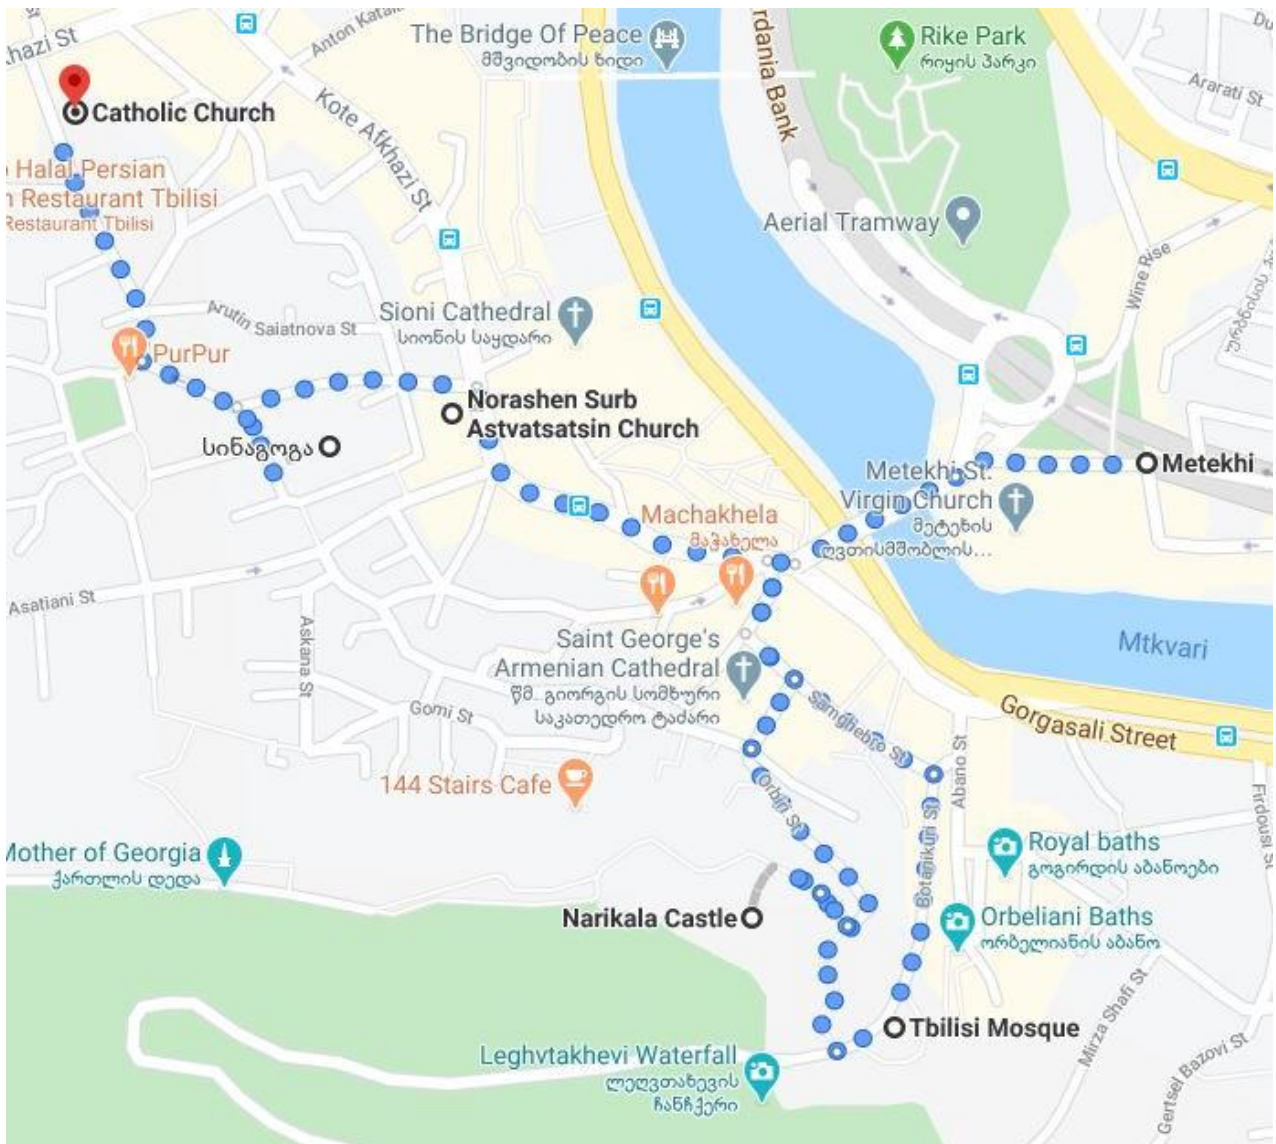 khazi St
Anton Katalik
The Bridge Of Peace
მშვიდობის ხიდი
Rike Park
რიყის პარკი
rdania Bank
Ararati St
Kote Afkhazi St
Catholic Church
Halal Persian
n Restaurant Tbilisi
Restaurant Tbilisi
Aerial Tramway
Wine Rise
Arutin Saiatnova St
Sioni Cathedral
სიონის საყდარი
PurPur
Norashen Surb
Astvatsatsin Church
სინაგოგა
Metekhi
Metekhi St.
Virgin Church
მეტეხის
ღვთისმშობლის...
Machakhela
მაჭახელა
Asatiani St
Askana St
Saint George's
Armenian Cathedral
წმ. გიორგის სომხური
საკათედრო ტაძარი
Mtkvari
Gomi St
Samghebro St
Gorgasali Street
Abano St
144 Stairs Cafe
Orbiri St
Firdousi St
Mother of Georgia
ქართლის დედა
Botanikuri St
Royal baths
გოგირდის აბანოები
Narikala Castle
Orbeliani Baths
ორბელიანის აბანო
Tbilisi Mosque
Mirza Shafi St
Gertsel Bazovi St
Leghvtakhevi Waterfall
ლეღვთახევის
ჩანჩქერი